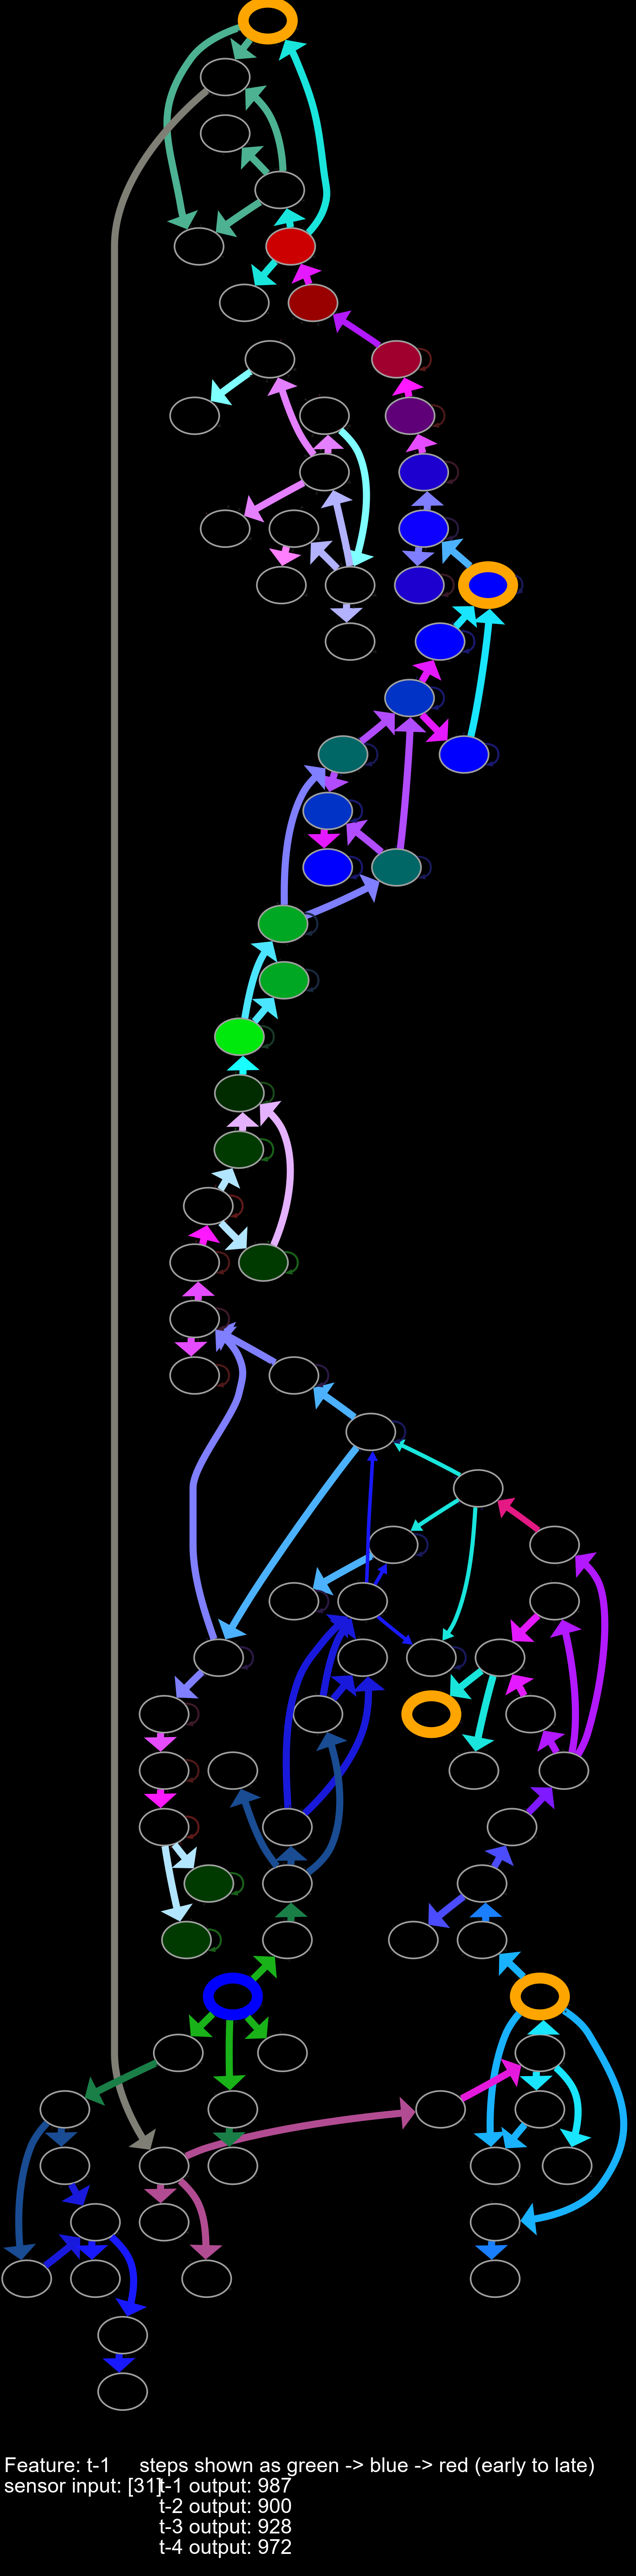 Feature: t-1 steps shown as green -> blue -> red (early to late)
sensor input: [31] t-1 output: 987
t-2 output: 900
t-3 output: 928
t-4 output: 972